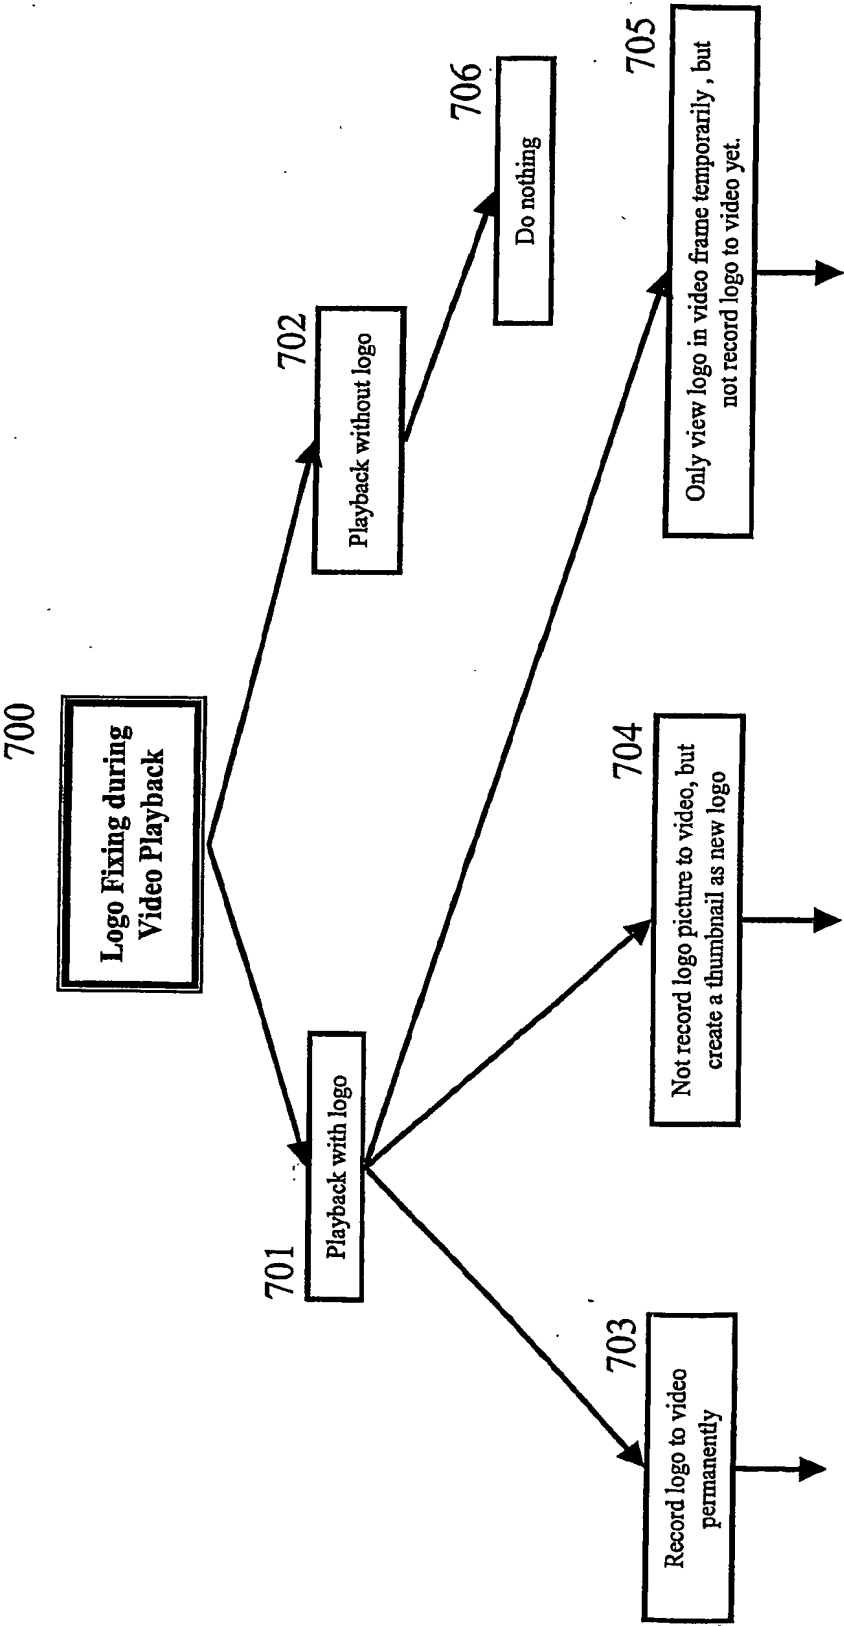 700
Logo Fixing during
Video Playback
701
Playback with logo
702
Playback without logo
706
Do nothing
703
Record logo to video
permanently
704
Not record logo picture to video, but
create a thumbnail as new logo
705
Only view logo in video frame temporarily , but
not record logo to video yet.